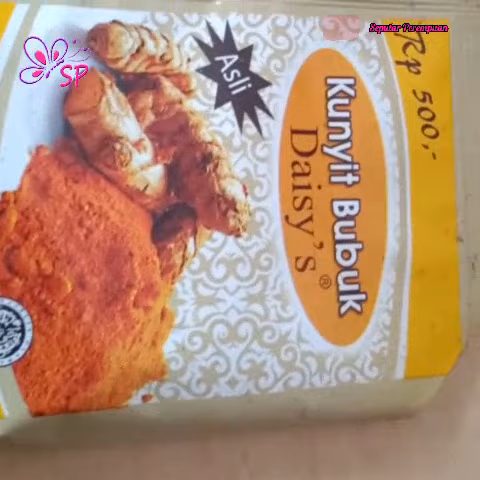 Seputar Perempuan
SP
Rp 500,-
Asli
Kunyit Bubuk
Daisy's ®